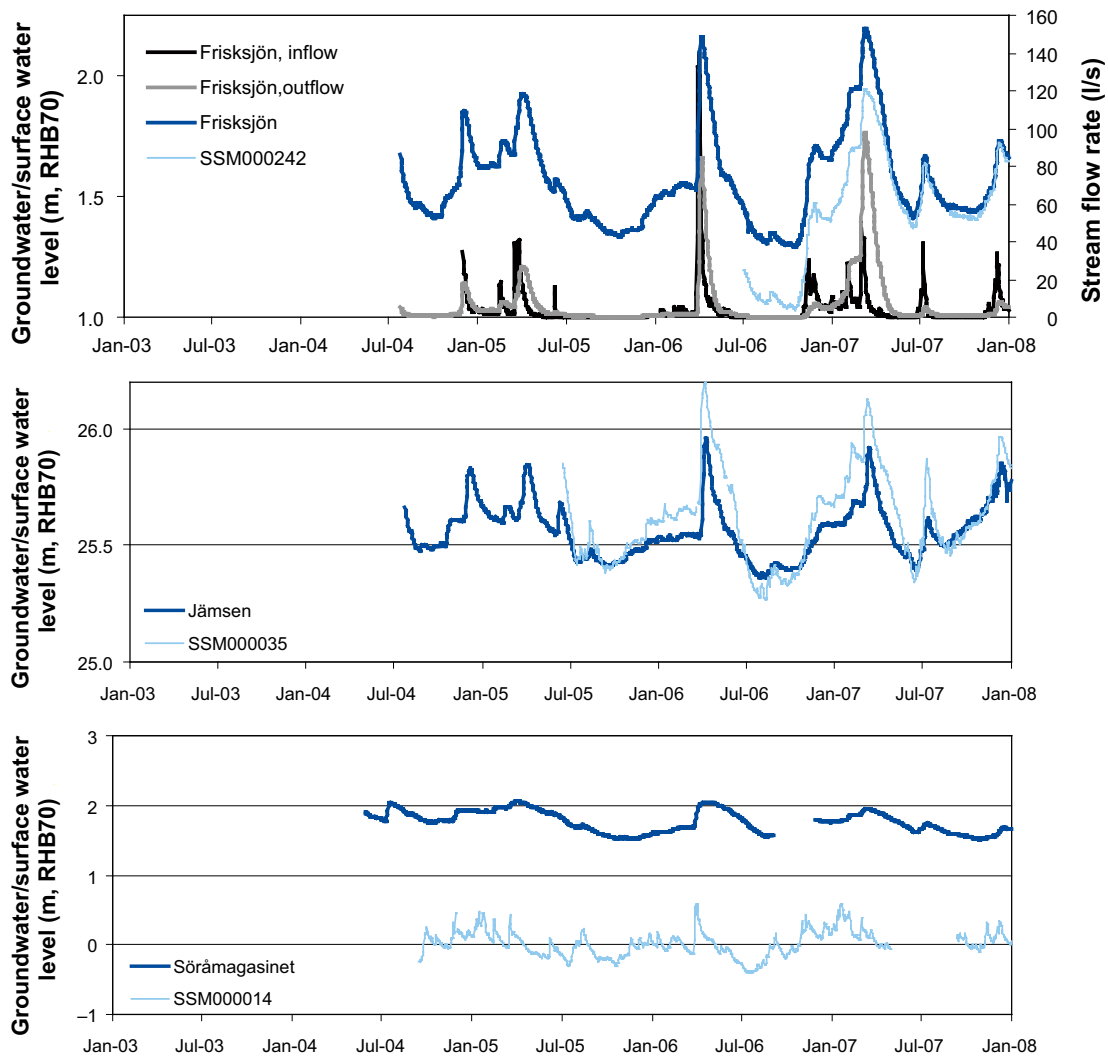 Groundwater/surface water
level (m, RHB70)
2.0
1.5
1.0
Frisksjön, inflow
Frisksjön,outflow
Frisksjön
SSM000242
160
140
120
100
80
60
40
20
0
Stream flow rate (l/s)
Jan-03 Jul-03 Jan-04 Jul-04 Jan-05 Jul-05 Jan-06 Jul-06 Jan-07 Jul-07 Jan-08
Groundwater/surface water
level (m, RHB70)
26.0
25.5
25.0
Jämsen
SSM000035
Jan-03 Jul-03 Jan-04 Jul-04 Jan-05 Jul-05 Jan-06 Jul-06 Jan-07 Jul-07 Jan-08
Groundwater/surface water
level (m, RHB70)
3
2
1
0
–1
Söråmagasinet
SSM000014
Jan-03 Jul-03 Jan-04 Jul-04 Jan-05 Jul-05 Jan-06 Jul-06 Jan-07 Jul-07 Jan-08